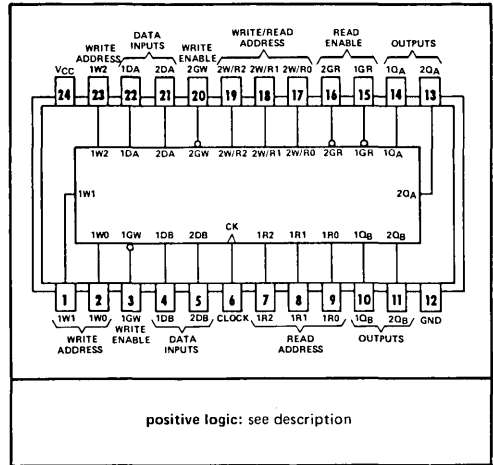 DATA INPUTS
WRITE/READ ADDRESS
READ ENABLE
WRITE ADDRESS
WRITE ENABLE
OUTPUTS
VCC 1W2 1DA 2DA 2GW 2W/R2 2W/R1 2W/R0 2GR 1GR 1QA 2QA
24 23 22 21 20 19 18 17 16 15 14 13
1W2 1DA 2DA 2GW 2W/R2 2W/R1 2W/R0 2GR 1GR 1QA
1W1 2QA
CK
1W0 1GW 1DB 2DB 1R2 1R1 1R0 1QB 2QB
1 2 3 4 5 6 7 8 9 10 11 12
1W1 1W0 1GW 1DB 2DB CLOCK 1R2 1R1 1R0 1QB 2QB GND
WRITE ADDRESS
WRITE ENABLE
DATA INPUTS
READ ADDRESS
OUTPUTS
positive logic: see description